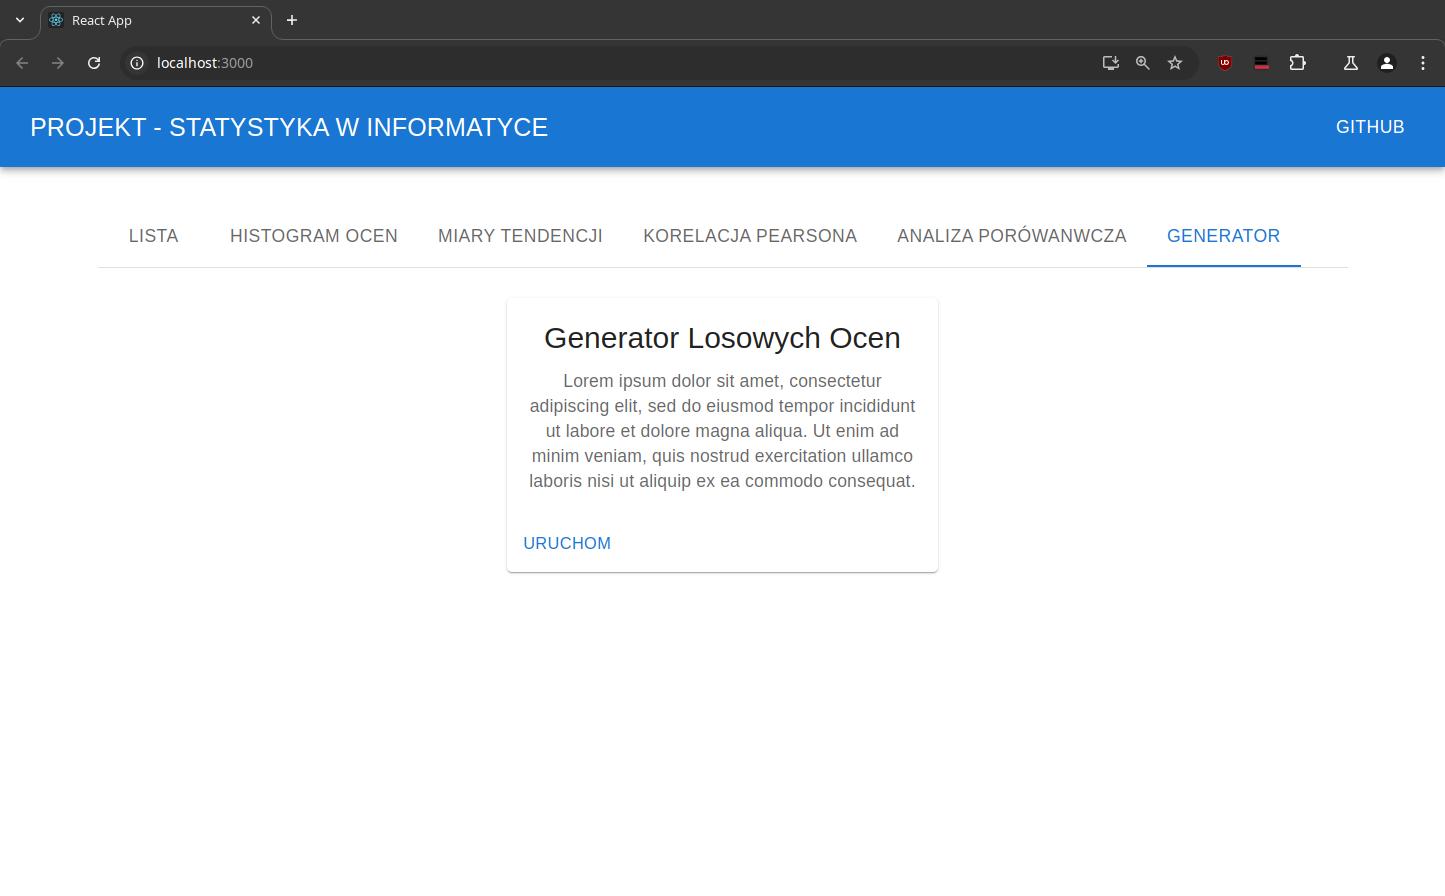 React App
localhost:3000
PROJEKT - STATYSTYKA W INFORMATYCE
GITHUB
LISTA
HISTOGRAM OCEN
MIARY TENDENCJI
KORELACJA PEARSONA
ANALIZA PORÓWANWCZA
GENERATOR
Generator Losowych Ocen
Lorem ipsum dolor sit amet, consectetur
adipiscing elit, sed do eiusmod tempor incididunt
ut labore et dolore magna aliqua. Ut enim ad
minim veniam, quis nostrud exercitation ullamco
laboris nisi ut aliquip ex ea commodo consequat.
URUCHOM